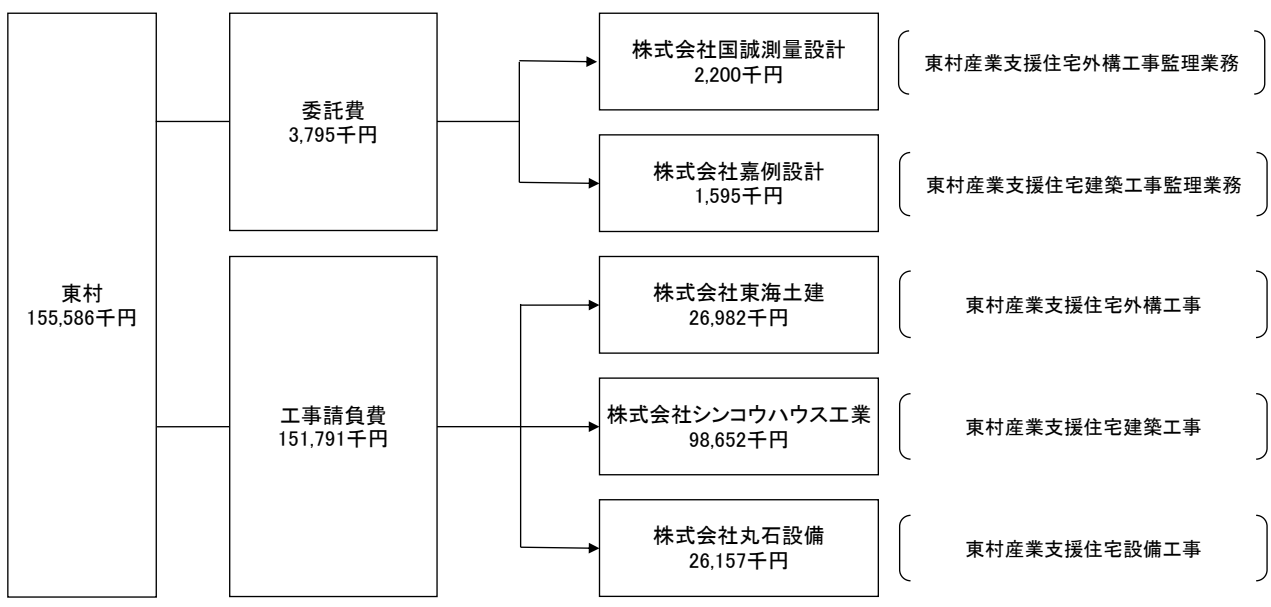 東村
155,586千円
委託費
3,795千円
株式会社国誠測量設計
2,200千円
東村産業支援住宅外構工事監理業務
株式会社嘉例設計
1,595千円
東村産業支援住宅建築工事監理業務
工事請負費
151,791千円
株式会社東海土建
26,982千円
東村産業支援住宅外構工事
株式会社シンコウハウス工業
98,652千円
東村産業支援住宅建築工事
株式会社丸石設備
26,157千円
東村産業支援住宅設備工事